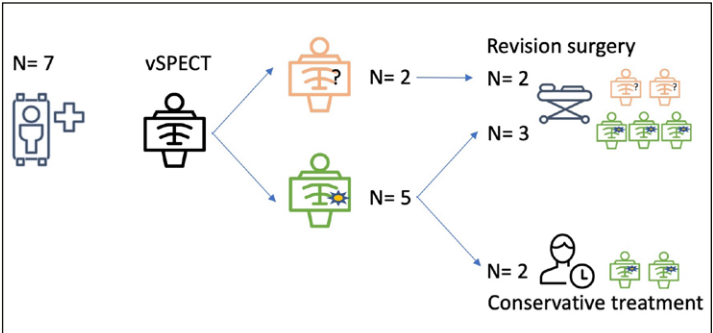 Revision surgery
N= 7
vSPECT
?
N= 2
N= 2
? ?
N= 3
N= 5
N= 2
Conservative treatment